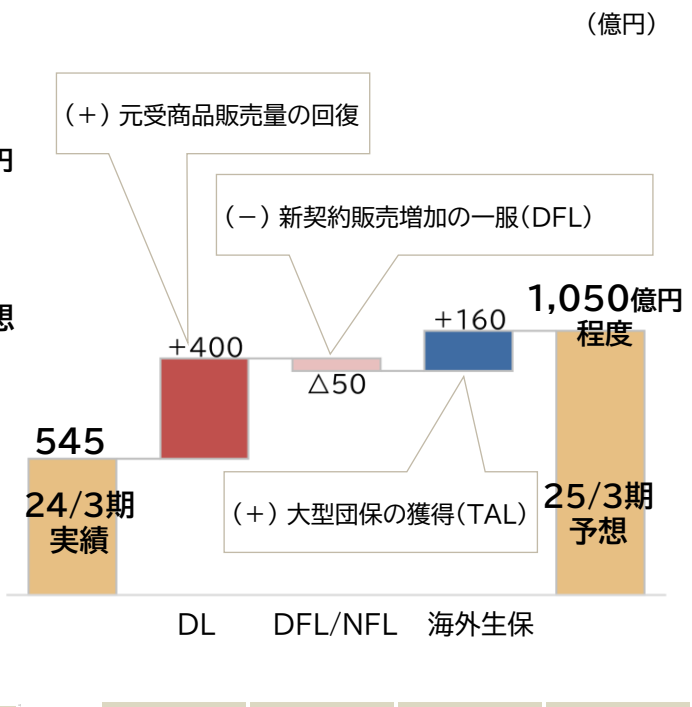 （億円）
（＋）元受商品販売量の回復
円
（－）新契約販売増加の一服（DFL）
1,050億円
程度
想
+160
+400
△50
545
24/3期
実績
（＋）大型団保の獲得（TAL）
25/3期
予想
DL
DFL/NFL
海外生保